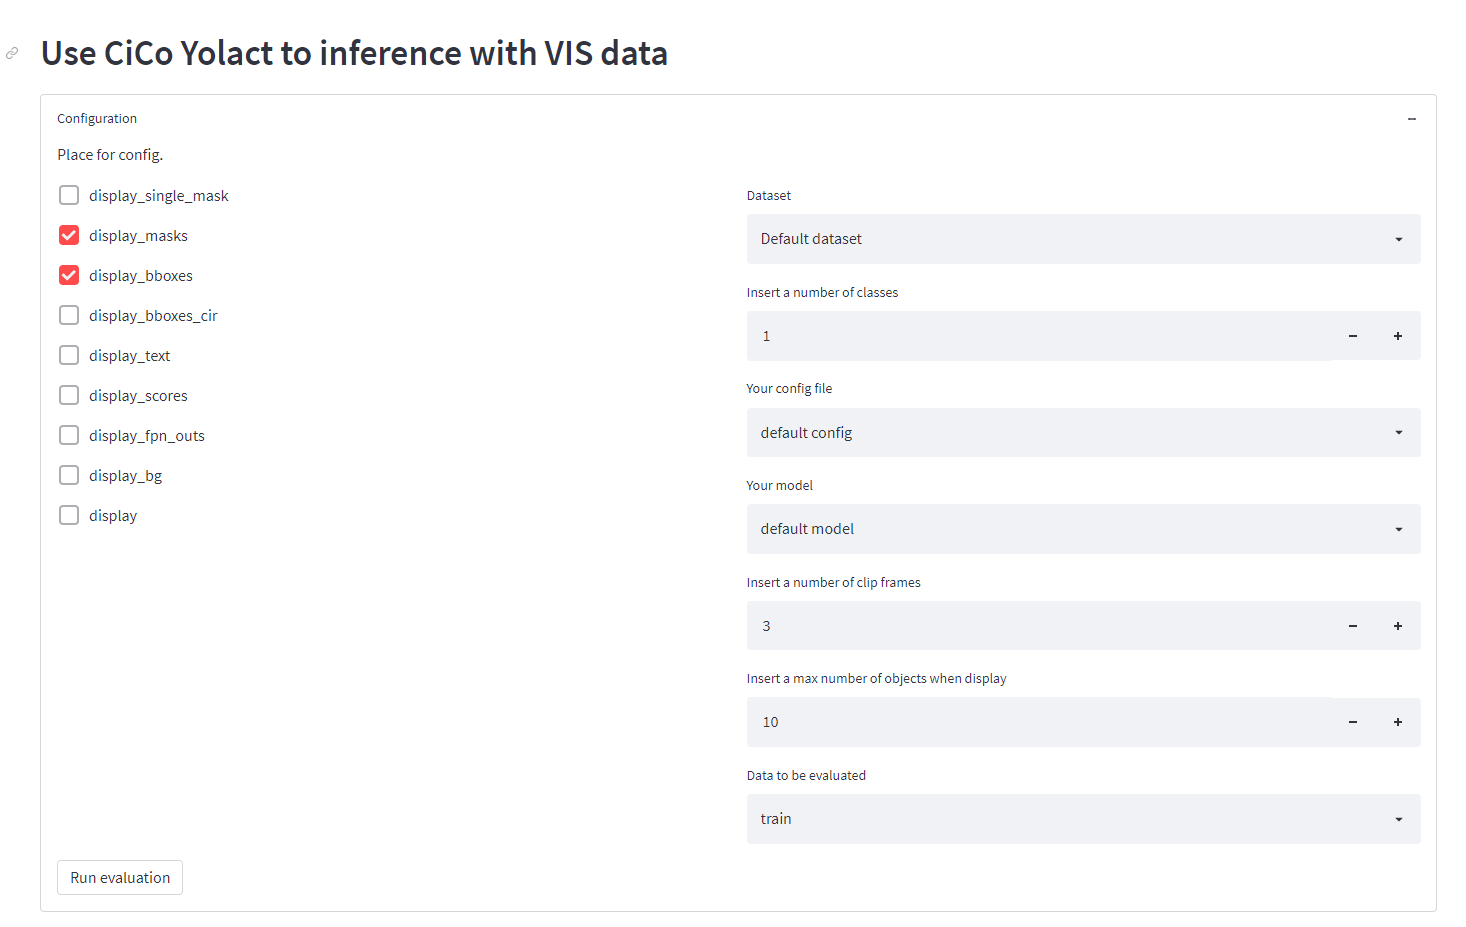 Use CiCo Yolact to inference with VIS data
Configuration
Place for config.
display_single_mask
display_masks
display_bboxes
display_bboxes_cir
display_text
display_scores
display_fpn_outs
display_bg
display
Dataset
Default dataset
Insert a number of classes
1
Your config file
default config
Your model
default model
Insert a number of clip frames
3
Insert a max number of objects when display
10
Data to be evaluated
train
Run evaluation